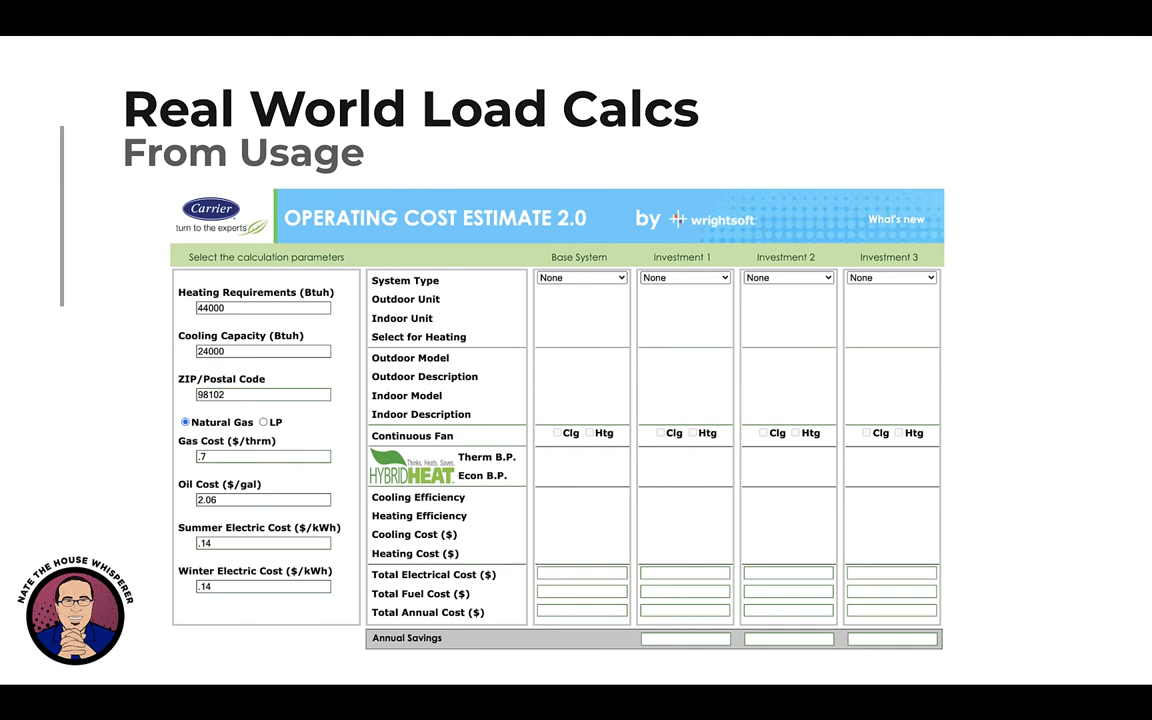 Real World Load Calcs
From Usage
Carrier
turn to the experts
OPERATING COST ESTIMATE 2.0
by wrightsoft
What's new
Select the calculation parameters
Base System
Investment 1
Investment 2
Investment 3
Heating Requirements (Btuh)
44000
Cooling Capacity (Btuh)
24000
ZIP/Postal Code
98102
Natural Gas LP
Gas Cost ($/thrm)
.7
Oil Cost ($/gal)
2.06
Summer Electric Cost ($/kWh)
.14
Winter Electric Cost ($/kWh)
.14
System Type
None
None
None
None
Outdoor Unit
Indoor Unit
Select for Heating
Outdoor Model
Outdoor Description
Indoor Model
Indoor Description
Continuous Fan
Clg Htg
Clg Htg
Clg Htg
Clg Htg
Thinks. Heats. Saves.
HYBRIDHEAT
Therm B.P.
Econ B.P.
Cooling Efficiency
Heating Efficiency
Cooling Cost ($)
Heating Cost ($)
Total Electrical Cost ($)
Total Fuel Cost ($)
Total Annual Cost ($)
Annual Savings
NATE THE HOUSE WHISPERER